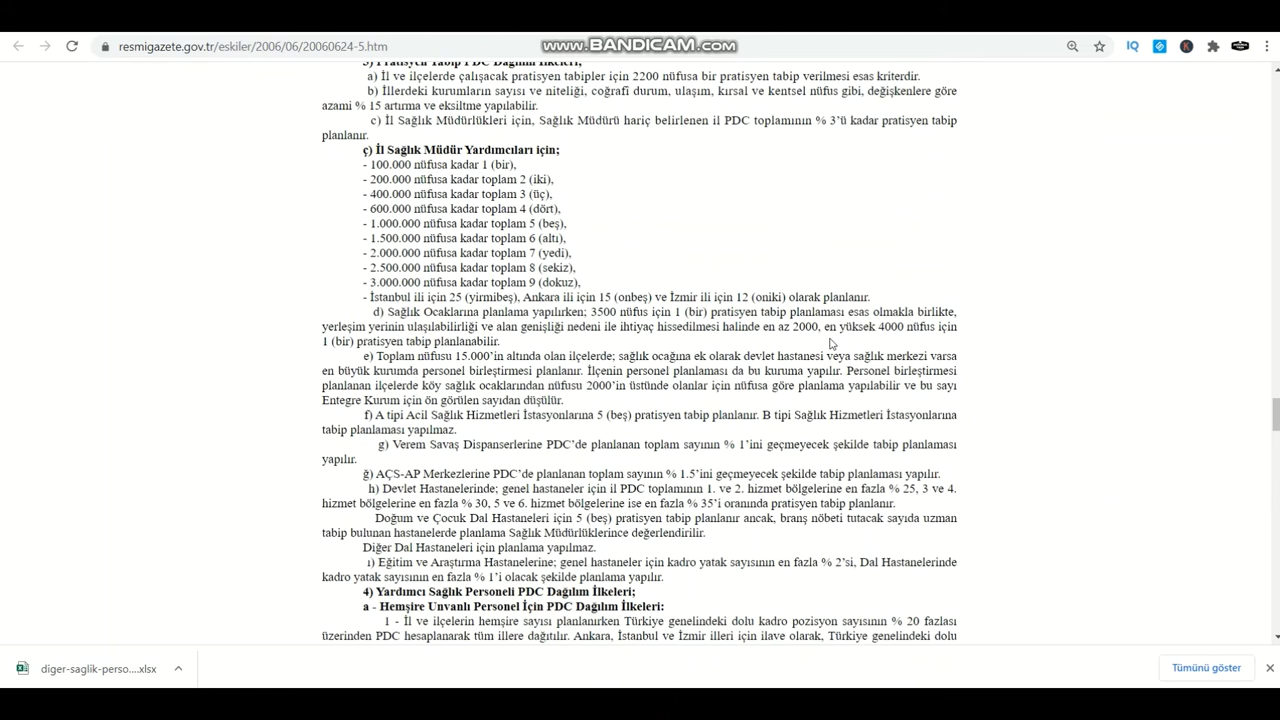 www.BANDICAM.com
resmigazete.gov.tr/eskiler/2006/06/20060624-5.htm
IQ
K
3) Pratisyen Tabip PDC Dağılım İlkeleri;
a) İl ve ilçelerde çalışacak pratisyen tabipler için 2200 nüfusa bir pratisyen tabip verilmesi esas kriterdir.
b) İllerdeki kurumların sayısı ve niteliği, coğrafi durum, ulaşım, kırsal ve kentsel nüfus gibi, değişkenlere göre
azami % 15 artırma ve eksiltme yapılabilir.
c) İl Sağlık Müdürlükleri için, Sağlık Müdürü hariç belirlenen il PDC toplamının % 3’ü kadar pratisyen tabip
planlanır.
ç) İl Sağlık Müdür Yardımcıları için;
- 100.000 nüfusa kadar 1 (bir),
- 200.000 nüfusa kadar toplam 2 (iki),
- 400.000 nüfusa kadar toplam 3 (üç),
- 600.000 nüfusa kadar toplam 4 (dört),
- 1.000.000 nüfusa kadar toplam 5 (beş),
- 1.500.000 nüfusa kadar toplam 6 (altı),
- 2.000.000 nüfusa kadar toplam 7 (yedi),
- 2.500.000 nüfusa kadar toplam 8 (sekiz),
- 3.000.000 nüfusa kadar toplam 9 (dokuz),
- İstanbul ili için 25 (yirmibeş), Ankara ili için 15 (onbeş) ve İzmir ili için 12 (oniki) olarak planlanır.
d) Sağlık Ocaklarına planlama yapılırken; 3500 nüfus için 1 (bir) pratisyen tabip planlaması esas olmakla birlikte,
yerleşim yerinin ulaşılabilirliği ve alan genişliği nedeni ile ihtiyaç hissedilmesi halinde en az 2000, en yüksek 4000 nüfus için
1 (bir) pratisyen tabip planlanabilir.
e) Toplam nüfusu 15.000’in altında olan ilçelerde; sağlık ocağına ek olarak devlet hastanesi veya sağlık merkezi varsa
en büyük kurumda personel birleştirmesi planlanır. İlçenin personel planlaması da bu kuruma yapılır. Personel birleştirmesi
planlanan ilçelerde köy sağlık ocaklarından nüfusu 2000’in üstünde olanlar için nüfusa göre planlama yapılabilir ve bu sayı
Entegre Kurum için ön görülen sayıdan düşülür.
f) A tipi Acil Sağlık Hizmetleri İstasyonlarına 5 (beş) pratisyen tabip planlanır. B tipi Sağlık Hizmetleri İstasyonlarına
tabip planlaması yapılmaz.
g) Verem Savaş Dispanserlerine PDC’de planlanan toplam sayının % 1’ini geçmeyecek şekilde tabip planlaması
yapılır.
ğ) AÇS-AP Merkezlerine PDC’de planlanan toplam sayının % 1.5’ini geçmeyecek şekilde tabip planlaması yapılır.
h) Devlet Hastanelerinde; genel hastaneler için il PDC toplamının 1. ve 2. hizmet bölgelerine en fazla % 25, 3 ve 4.
hizmet bölgelerine en fazla % 30, 5 ve 6. hizmet bölgelerine ise en fazla % 35’i oranında pratisyen tabip planlanır.
Doğum ve Çocuk Dal Hastaneleri için 5 (beş) pratisyen tabip planlanır ancak, branş nöbeti tutacak sayıda uzman
tabip bulunan hastanelerde planlama Sağlık Müdürlüklerince değerlendirilir.
Diğer Dal Hastaneleri için planlama yapılmaz.
ı) Eğitim ve Araştırma Hastanelerine; genel hastaneler için kadro yatak sayısının en fazla % 2’si, Dal Hastanelerinde
kadro yatak sayısının en fazla % 1’i olacak şekilde planlama yapılır.
4) Yardımcı Sağlık Personeli PDC Dağılım İlkeleri;
a - Hemşire Unvanlı Personel İçin PDC Dağılım İlkeleri:
1 - İl ve ilçelerin hemşire sayısı planlanırken Türkiye genelindeki dolu kadro pozisyon sayısının % 20 fazlası
üzerinden PDC hesaplanarak tüm illere dağıtılır. Ankara, İstanbul ve İzmir illeri için ilave olarak, Türkiye genelindeki dolu
diger-saglik-perso....xlsx
Tümünü göster